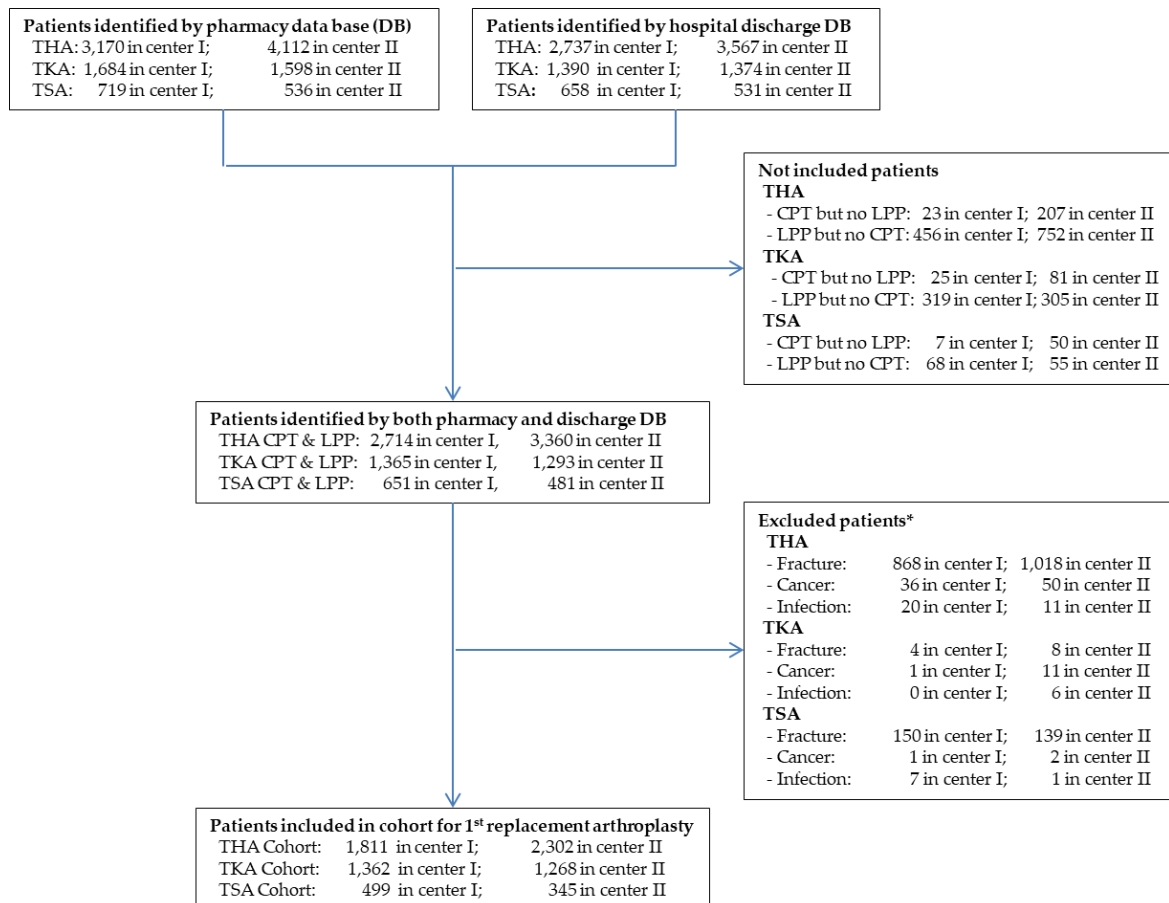 Patients identified by pharmacy data base (DB)
THA: 3,170 in center I; 4,112 in center II
TKA: 1,684 in center I; 1,598 in center II
TSA: 719 in center I; 536 in center II
Patients identified by hospital discharge DB
THA: 2,737 in center I; 3,567 in center II
TKA: 1,390 in center I; 1,374 in center II
TSA: 658 in center I; 531 in center II
Not included patients
THA
- CPT but no LPP: 23 in center I; 207 in center II
- LPP but no CPT: 456 in center I; 752 in center II
TKA
- CPT but no LPP: 25 in center I; 81 in center II
- LPP but no CPT: 319 in center I; 305 in center II
TSA
- CPT but no LPP: 7 in center I; 50 in center II
- LPP but no CPT: 68 in center I; 55 in center II
Patients identified by both pharmacy and discharge DB
THA CPT & LPP: 2,714 in center I, 3,360 in center II
TKA CPT & LPP: 1,365 in center I, 1,293 in center II
TSA CPT & LPP: 651 in center I, 481 in center II
Excluded patients*
THA
- Fracture: 868 in center I; 1,018 in center II
- Cancer: 36 in center I; 50 in center II
- Infection: 20 in center I; 11 in center II
TKA
- Fracture: 4 in center I; 8 in center II
- Cancer: 1 in center I; 11 in center II
- Infection: 0 in center I; 6 in center II
TSA
- Fracture: 150 in center I; 139 in center II
- Cancer: 1 in center I; 2 in center II
- Infection: 7 in center I; 1 in center II
Patients included in cohort for 1st replacement arthroplasty
THA Cohort: 1,811 in center I; 2,302 in center II
TKA Cohort: 1,362 in center I; 1,268 in center II
TSA Cohort: 499 in center I; 345 in center II